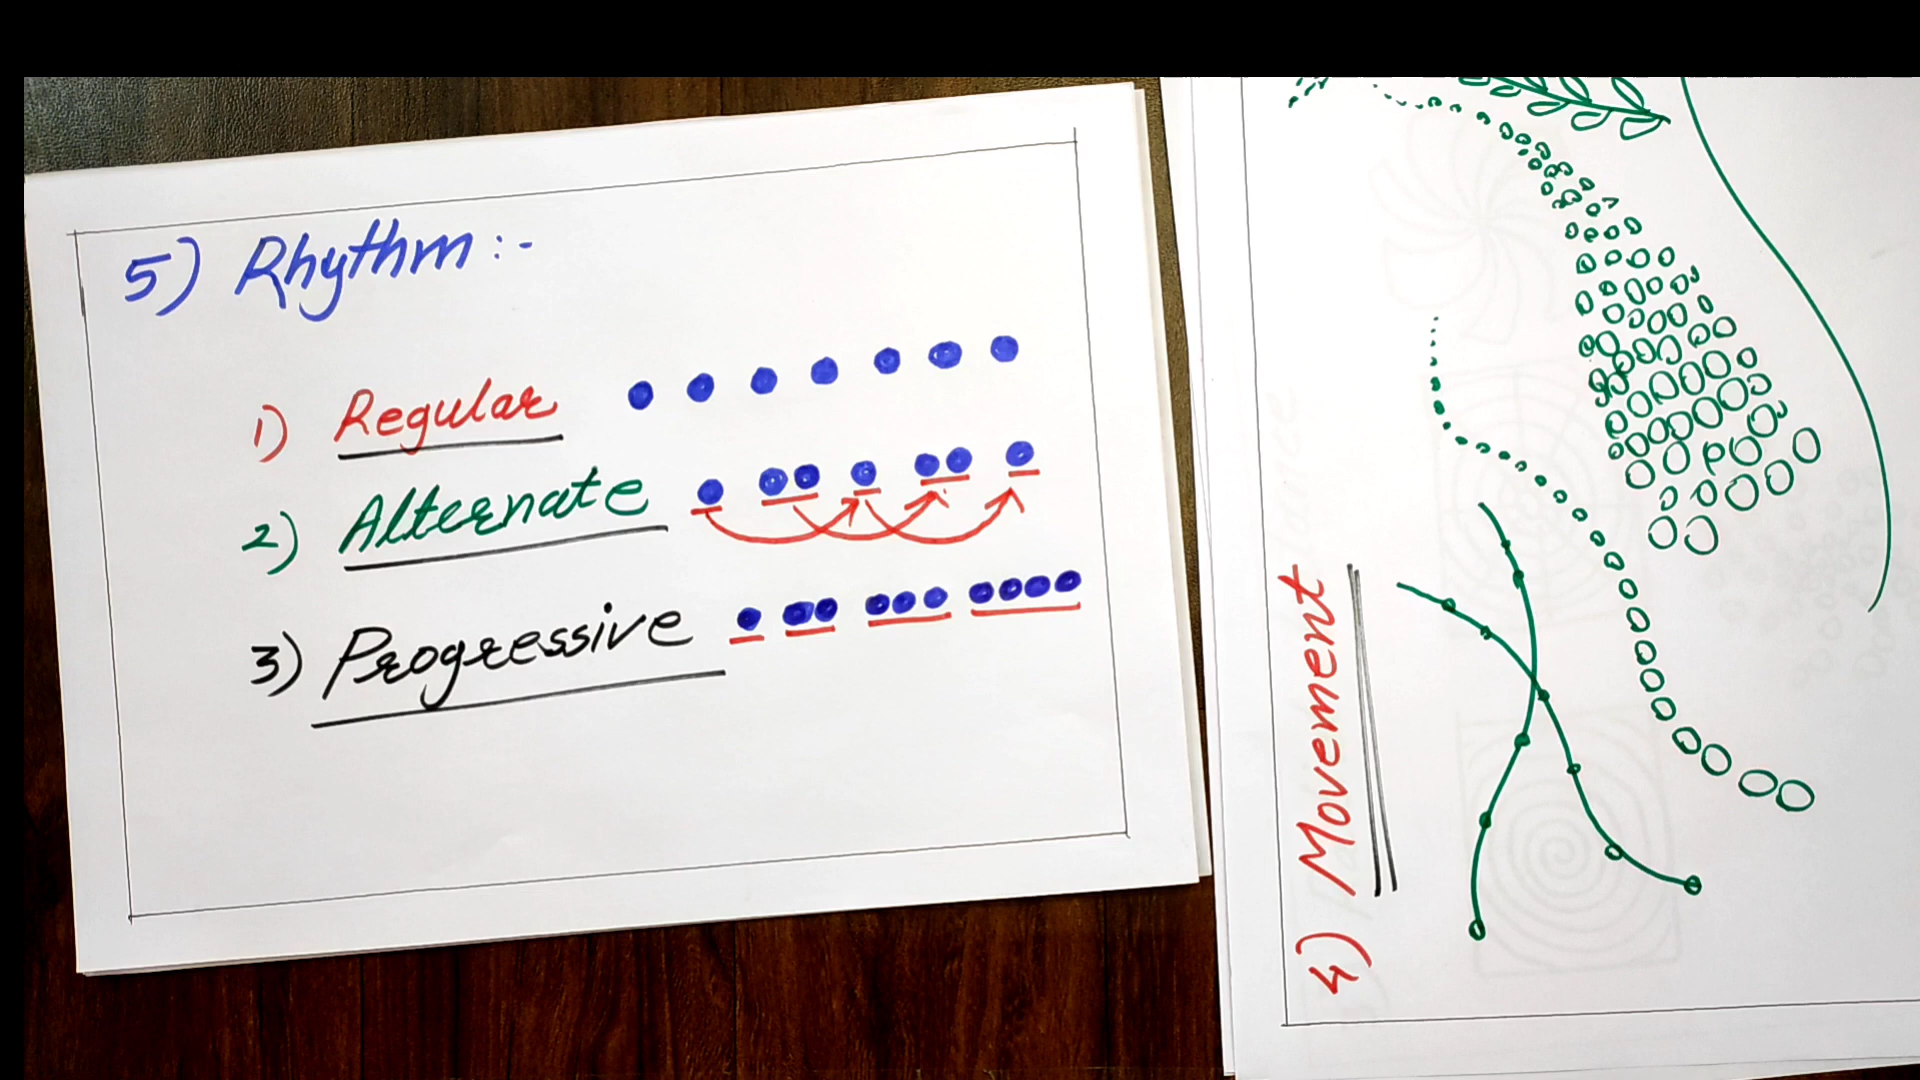 5) Rhythm:-
1) Regular
2) Alternate
3) Progressive
4) Movement